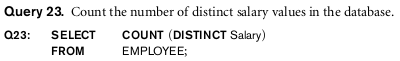 Query 23. Count the number of distinct salary values in the database.
Q23: SELECT COUNT (DISTINCT Salary)
FROM EMPLOYEE;